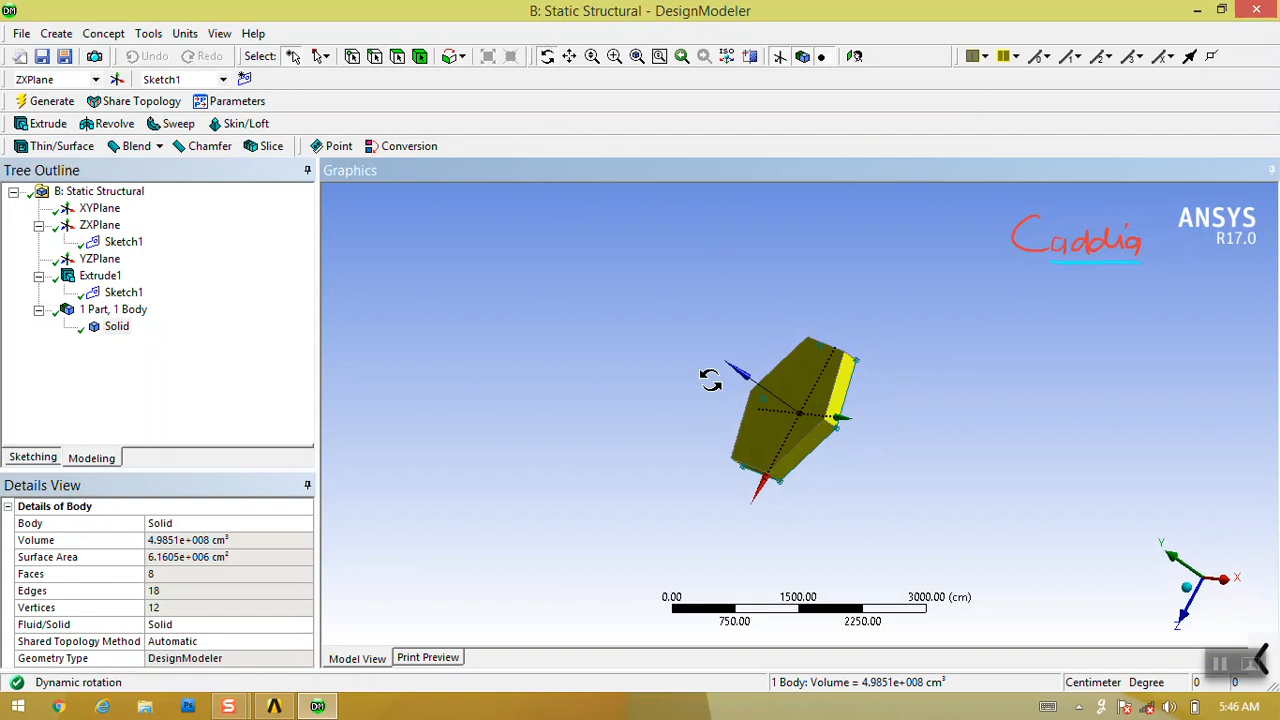 B: Static Structural - DesignModeler
File Create Concept Tools Units View Help
Undo Redo Select:
ZXPlane Sketch1
Generate Share Topology Parameters
Extrude Revolve Sweep Skin/Loft
Thin/Surface Blend Chamfer Slice Point Conversion
Tree Outline
B: Static Structural
XYPlane
ZXPlane
Sketch1
YZPlane
Extrude1
Sketch1
1 Part, 1 Body
Solid
Sketching Modeling
Details View
Details of Body
Body Solid
Volume 4.9851e+008 cm³
Surface Area 6.1605e+006 cm²
Faces 8
Edges 18
Vertices 12
Fluid/Solid Solid
Shared Topology Method Automatic
Geometry Type DesignModeler
Graphics
Caddia
ANSYS
R17.0
0.00 1500.00 3000.00 (cm)
750.00 2250.00
Y
X
Z
Model View Print Preview
Dynamic rotation 1 Body: Volume = 4.9851e+008 cm³ Centimeter Degree 0 0
5:46 AM